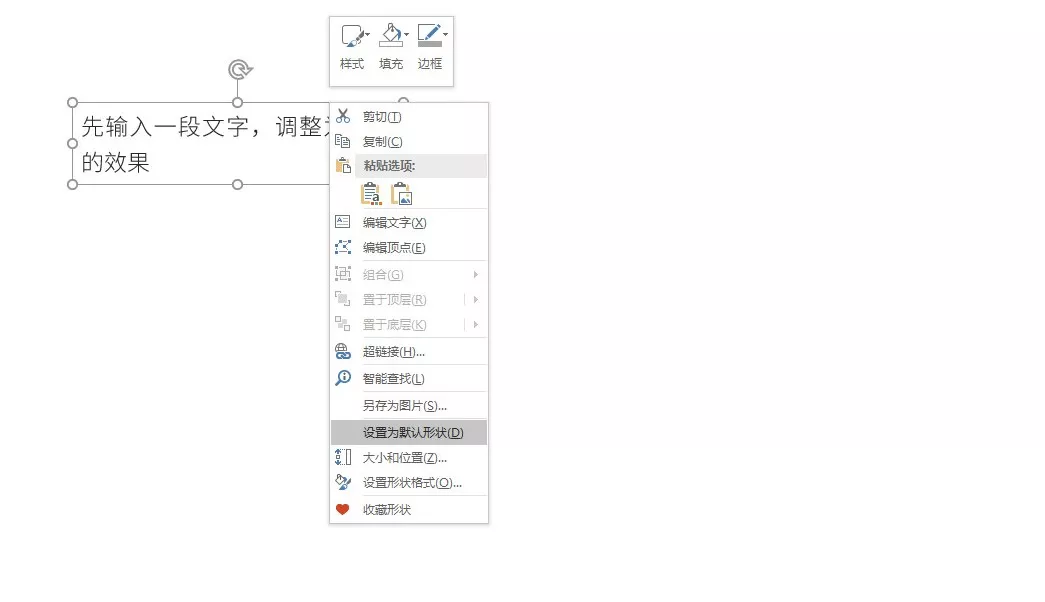 样式 填充 边框
先输入一段文字，调整
的效果
剪切(T)
复制(C)
粘贴选项:
编辑文字(X)
编辑顶点(E)
组合(G)
置于顶层(R)
置于底层(K)
超链接(H)...
智能查找(L)
另存为图片(S)...
设置为默认形状(D)
大小和位置(Z)...
设置形状格式(O)...
收藏形状